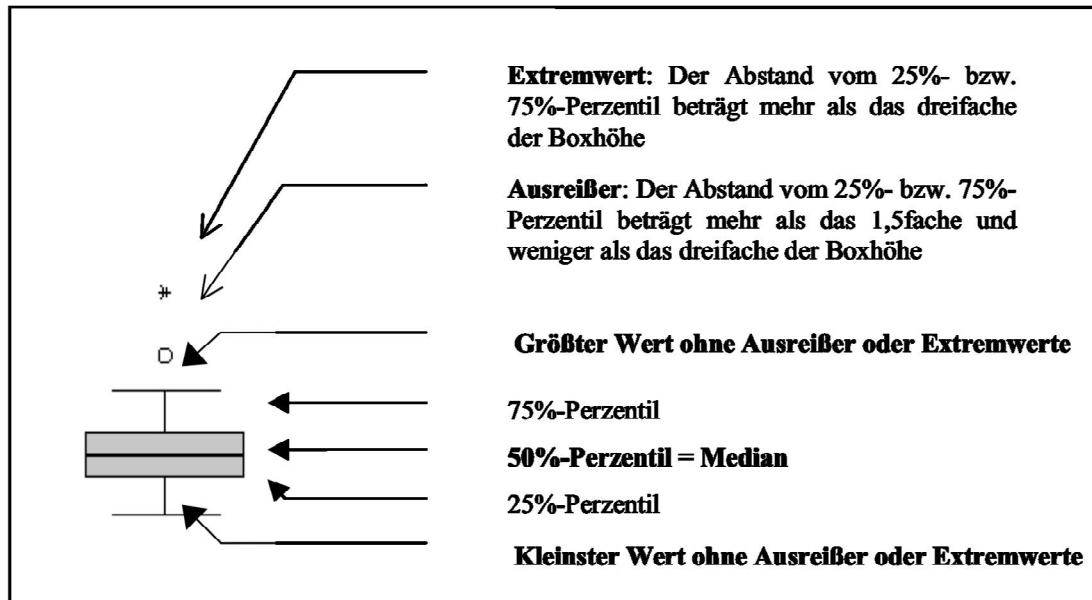 Extremwert: Der Abstand vom 25%- bzw.
75%-Perzentil beträgt mehr als das dreifache
der Boxhöhe
Ausreißer: Der Abstand vom 25%- bzw. 75%-
Perzentil beträgt mehr als das 1,5fache und
weniger als das dreifache der Boxhöhe
Größter Wert ohne Ausreißer oder Extremwerte
75%-Perzentil
50%-Perzentil = Median
25%-Perzentil
Kleinster Wert ohne Ausreißer oder Extremwerte